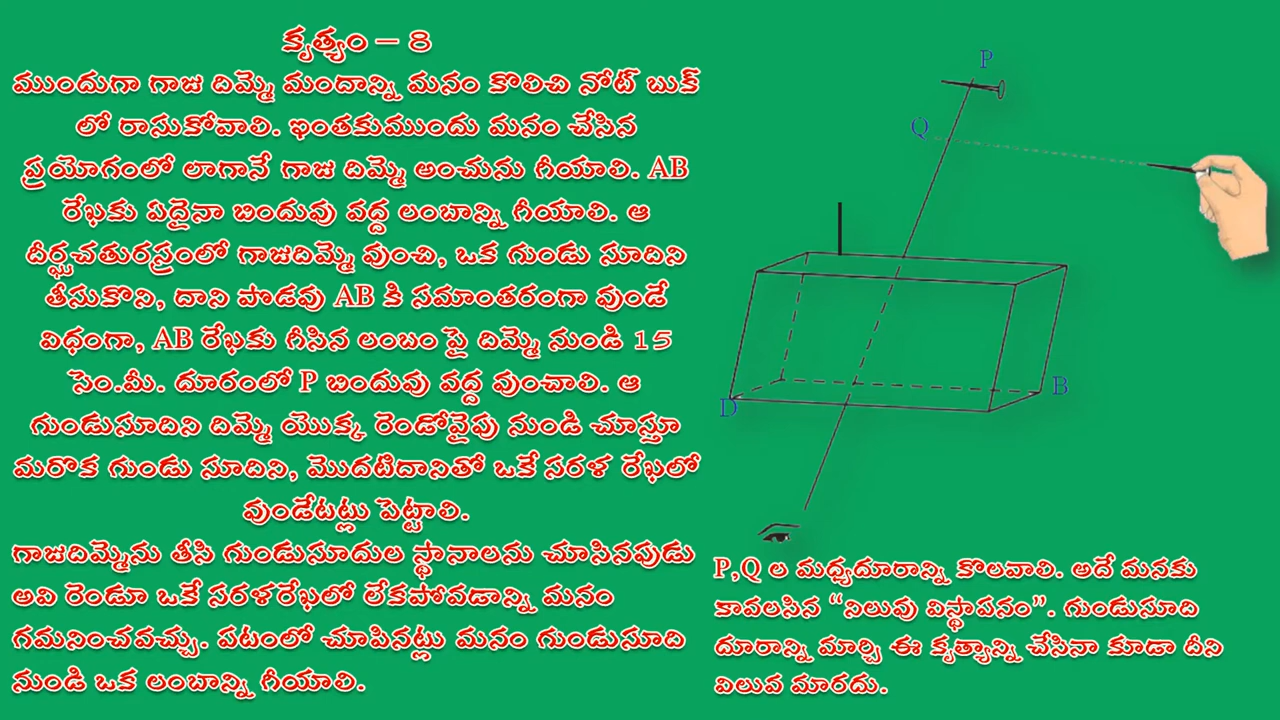 కృత్యం – 8
ముందుగా గాజు దిమ్మె మందాన్ని మనం కొలిచి నోట్ బుక్
లో రాసుకోవాలి. ఇంతకుముందు మనం చేసిన
ప్రయోగంలో లాగానే గాజు దిమ్మె అంచును గీయాలి. AB
రేఖకు ఏదైనా బిందువు వద్ద లంబాన్ని గీయాలి. ఆ
దీర్ఘచతురస్రంలో గాజుదిమ్మె వుంచి, ఒక గుండు సూదిని
తీసుకొని, దాని పొడవు AB కి సమాంతరంగా వుండే
విధంగా, AB రేఖకు గీసిన లంబం పై దిమ్మె నుండి 15
సెం.మీ. దూరంలో P బిందువు వద్ద వుంచాలి. ఆ
గుండుసూదిని దిమ్మె యొక్క రెండోవైపు నుండి చూస్తూ
మరొక గుండు సూదిని, మొదటిదానితో ఒకే సరళ రేఖలో
వుండేటట్లు పెట్టాలి.
గాజుదిమ్మెను తీసి గుండుసూదుల స్థానాలను చూసినపుడు
అవి రెండూ ఒకే సరళరేఖలో లేకపోవడాన్ని మనం
గమనించవచ్చు. పటంలో చూపినట్లు మనం గుండుసూది
నుండి ఒక లంబాన్ని గీయాలి.
P
Q
B
D
P,Q ల మధ్యదూరాన్ని కొలవాలి. అదే మనకు
కావలసిన “నిలువు విస్థాపనం”. గుండుసూది
దూరాన్ని మార్చి ఈ కృత్యాన్ని చేసినా కూడా దీని
విలువ మారదు.